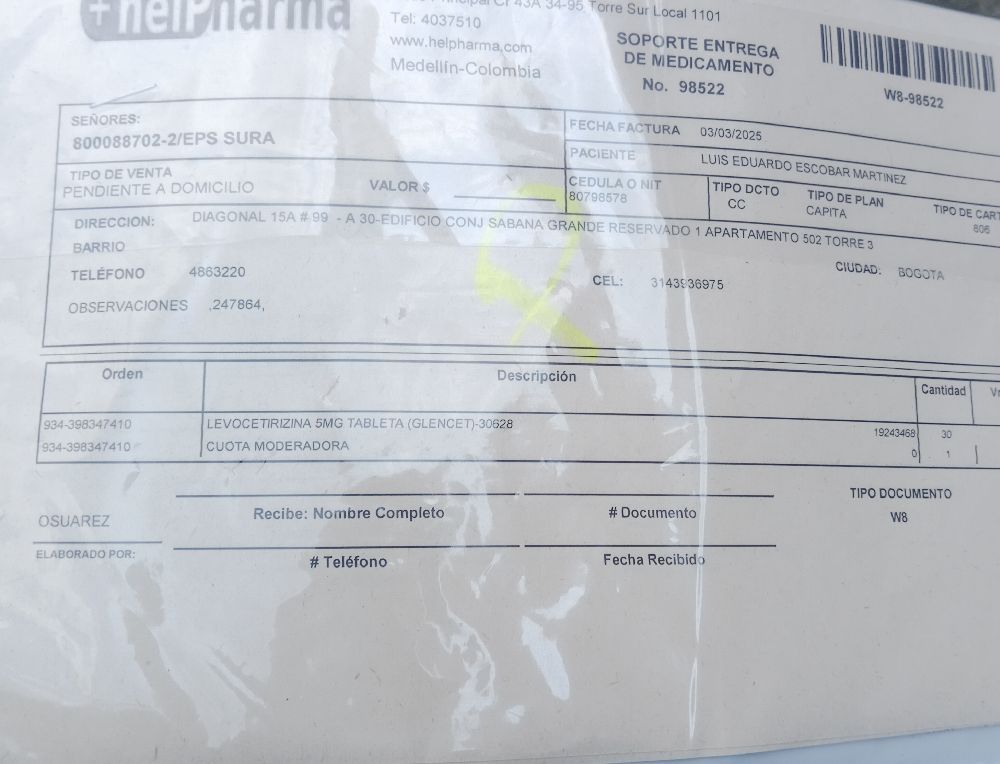 +helPharma
Cr 43A 34-95 Torre Sur Local 1101
Tel: 4037510
www.helpharma.com
Medellín-Colombia
SOPORTE ENTREGA
DE MEDICAMENTO
No. 98522
W8-98522
SEÑORES:
800088702-2/EPS SURA
FECHA FACTURA 03/03/2025
PACIENTE LUIS EDUARDO ESCOBAR MARTINEZ
TIPO DE VENTA
PENDIENTE A DOMICILIO VALOR $
CEDULA O NIT
80798578
TIPO DCTO
CC
TIPO DE PLAN
CAPITA
TIPO DE CART
806
DIRECCION: DIAGONAL 15A # 99 - A 30-EDIFICIO CONJ SABANA GRANDE RESERVADO 1 APARTAMENTO 502 TORRE 3
BARRIO
TELÉFONO 4863220 CEL: 3143936975 CIUDAD: BOGOTA
OBSERVACIONES ,247864,
Orden Descripción Cantidad
934-398347410 LEVOCETIRIZINA 5MG TABLETA (GLENCET)-30628 19243468 30
934-398347410 CUOTA MODERADORA 0 1
OSUAREZ
ELABORADO POR:
Recibe: Nombre Completo # Documento
# Teléfono Fecha Recibido
TIPO DOCUMENTO
W8